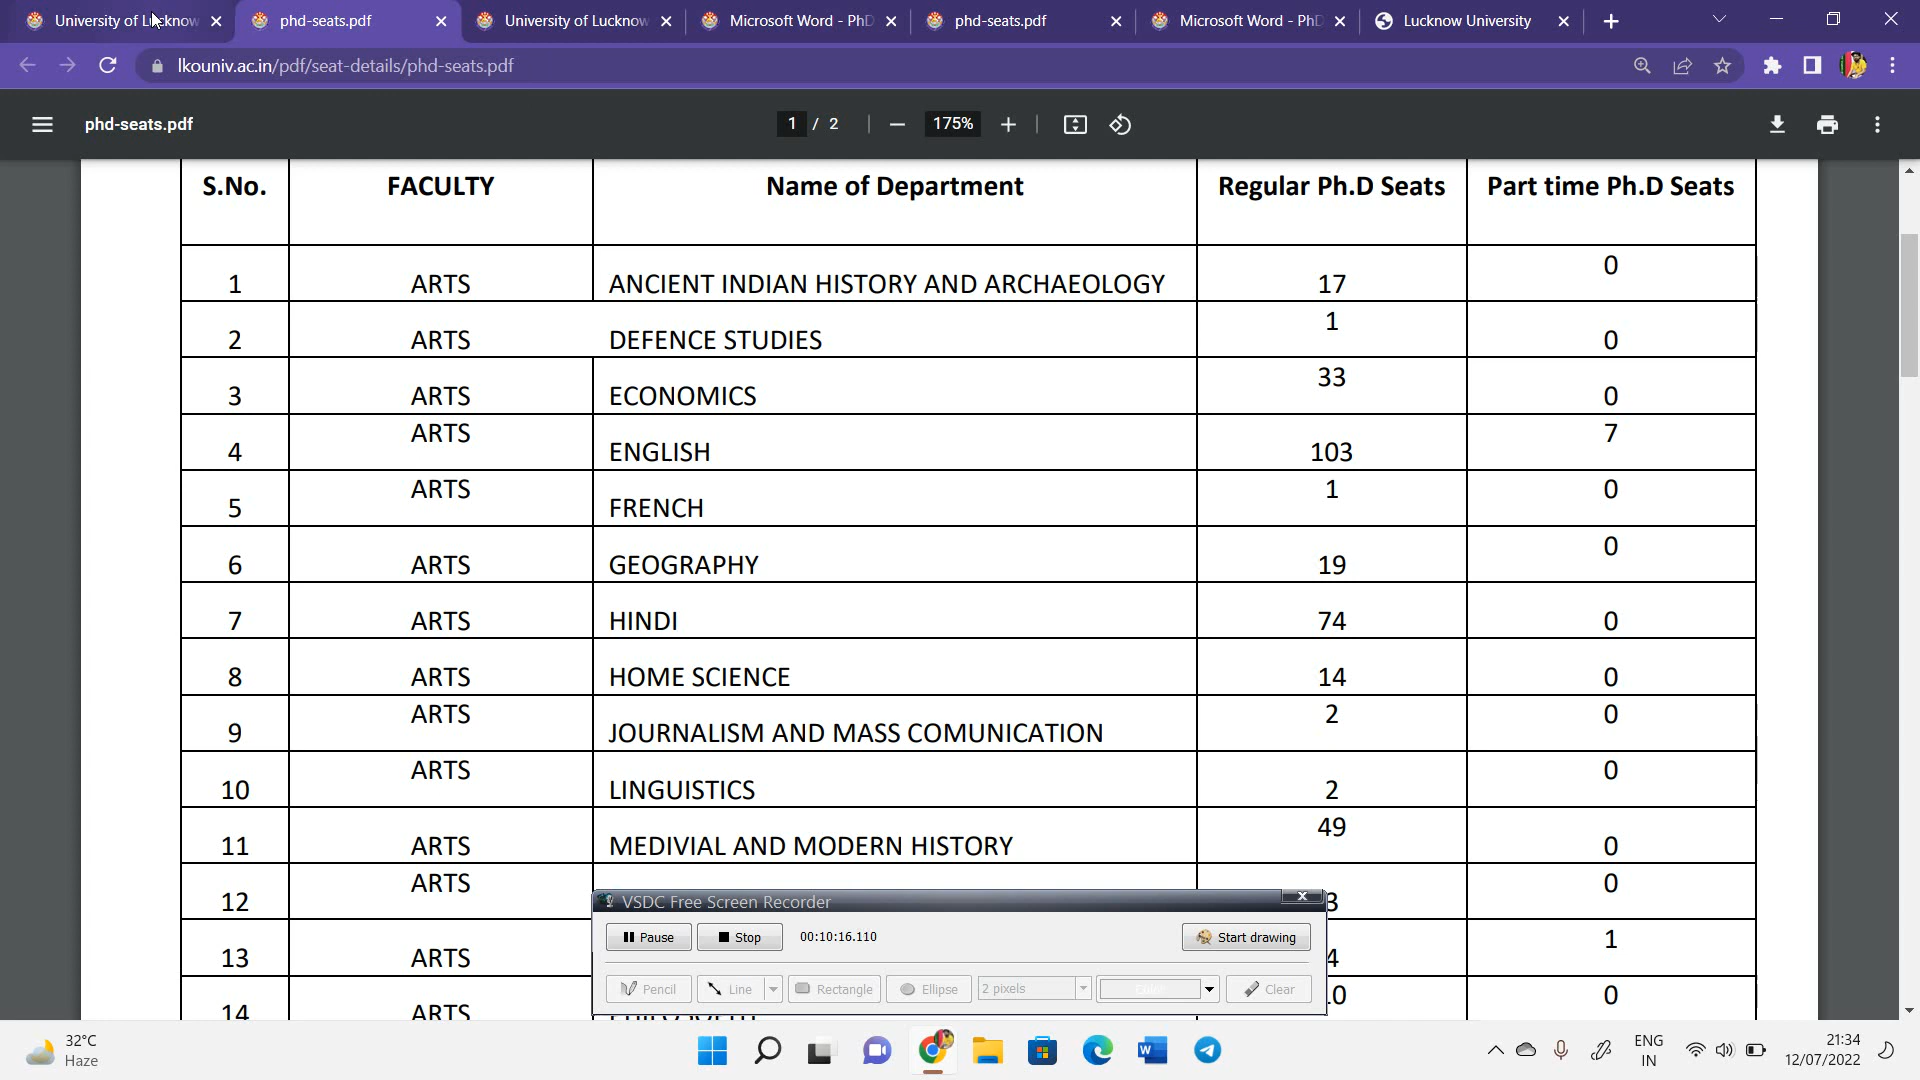 University of Lucknow
phd-seats.pdf
University of Lucknow
Microsoft Word - PhD
phd-seats.pdf
Microsoft Word - PhD
Lucknow University
lkouniv.ac.in/pdf/seat-details/phd-seats.pdf
phd-seats.pdf
1 / 2
175%
S.No. FACULTY Name of Department Regular Ph.D Seats Part time Ph.D Seats
1 ARTS ANCIENT INDIAN HISTORY AND ARCHAEOLOGY 17 0
2 ARTS DEFENCE STUDIES 1 0
3 ARTS ECONOMICS 33 0
4 ARTS ENGLISH 103 7
5 ARTS FRENCH 1 0
6 ARTS GEOGRAPHY 19 0
7 ARTS HINDI 74 0
8 ARTS HOME SCIENCE 14 0
9 ARTS JOURNALISM AND MASS COMUNICATION 2 0
10 ARTS LINGUISTICS 2 0
11 ARTS MEDIVIAL AND MODERN HISTORY 49 0
12 ARTS 3 0
13 ARTS 4 1
14 ARTS 0 0
VSDC Free Screen Recorder
Pause Stop 00:10:16.110 Start drawing
Pencil Line Rectangle Ellipse 2 pixels Color Clear
32°C
Haze
ENG
IN
21:34
12/07/2022